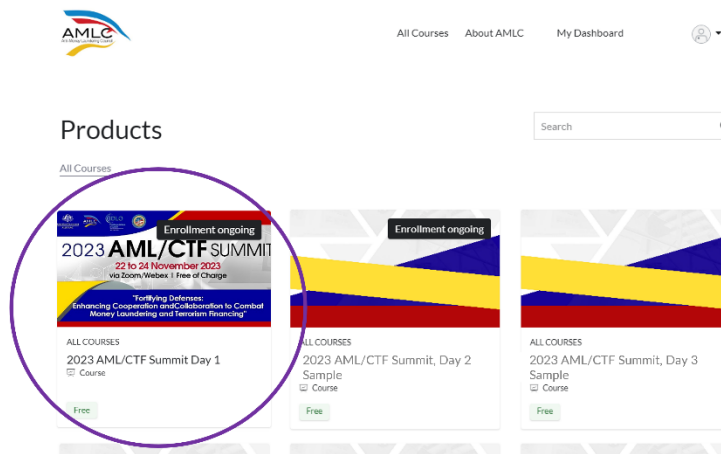 AMLC
Anti-Money Laundering Council
All Courses
About AMLC
My Dashboard
Products
Search
All Courses
Enrollment ongoing
2023 AML/CTF SUMMIT
22 to 24 November 2023
via Zoom/Webex I Free of Charge
"Fortifying Defenses:
Enhancing Cooperation andCollaboration to Combat
Money Laundering and Terrorism Financing"
ALL COURSES
2023 AML/CTF Summit Day 1
Course
Free
Enrollment ongoing
ALL COURSES
2023 AML/CTF Summit, Day 2
Sample
Course
Free
ALL COURSES
2023 AML/CTF Summit, Day 3
Sample
Course
Free